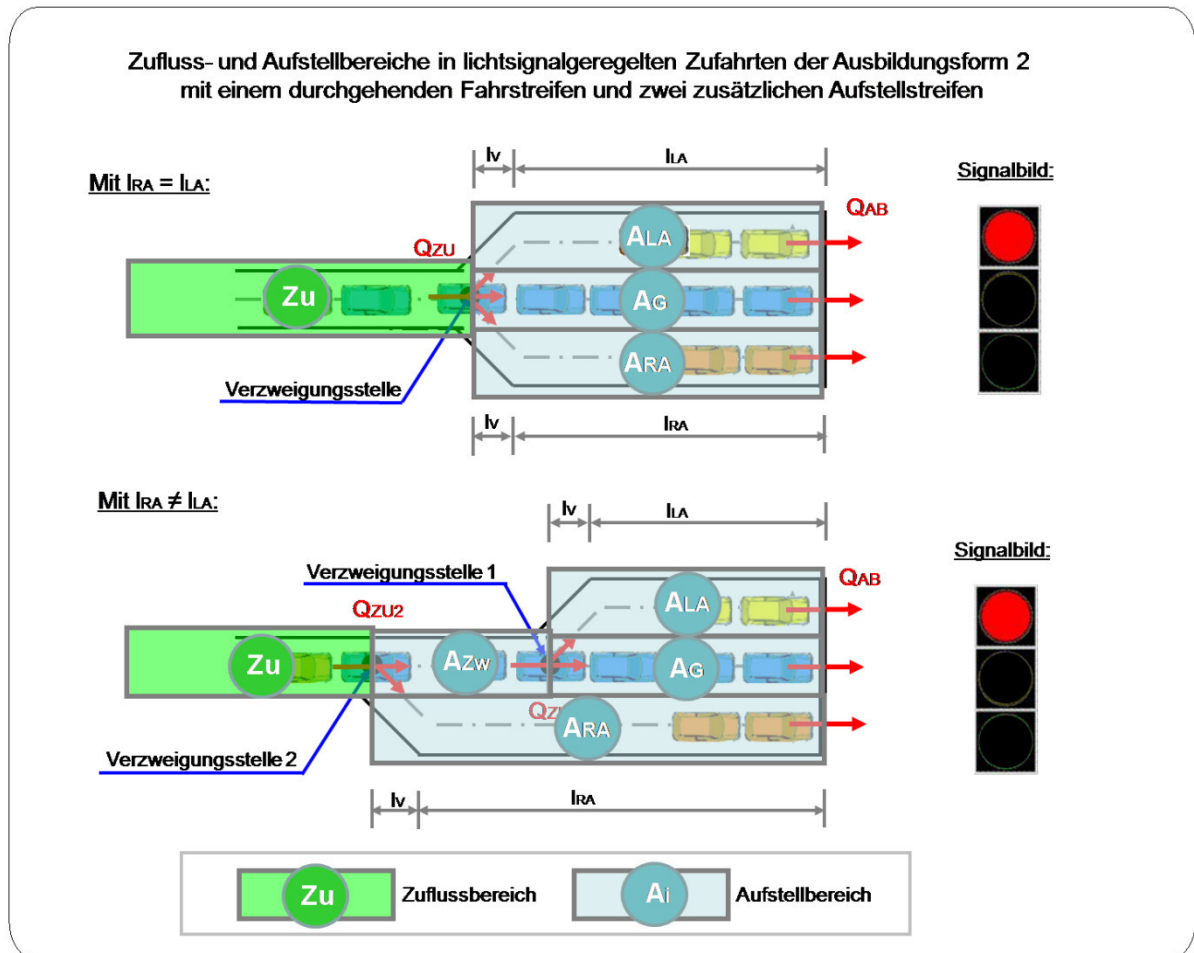 Zufluss- und Aufstellbereiche in lichtsignalgeregelten Zufahrten der Ausbildungsform 2
mit einem durchgehenden Fahrstreifen und zwei zusätzlichen Aufstellstreifen
Mit lRA = lLA:
lV
lLA
Signalbild:
QZU
QAB
ALA
Zu
AG
ARA
Verzweigungsstelle
lV
lRA
Mit lRA ≠ lLA:
lV
lLA
Signalbild:
Verzweigungsstelle 1
QZU2
QAB
ALA
Zu
AZW
AG
ARA
Verzweigungsstelle 2
lV
lRA
Zu
Zuflussbereich
Ai
Aufstellbereich